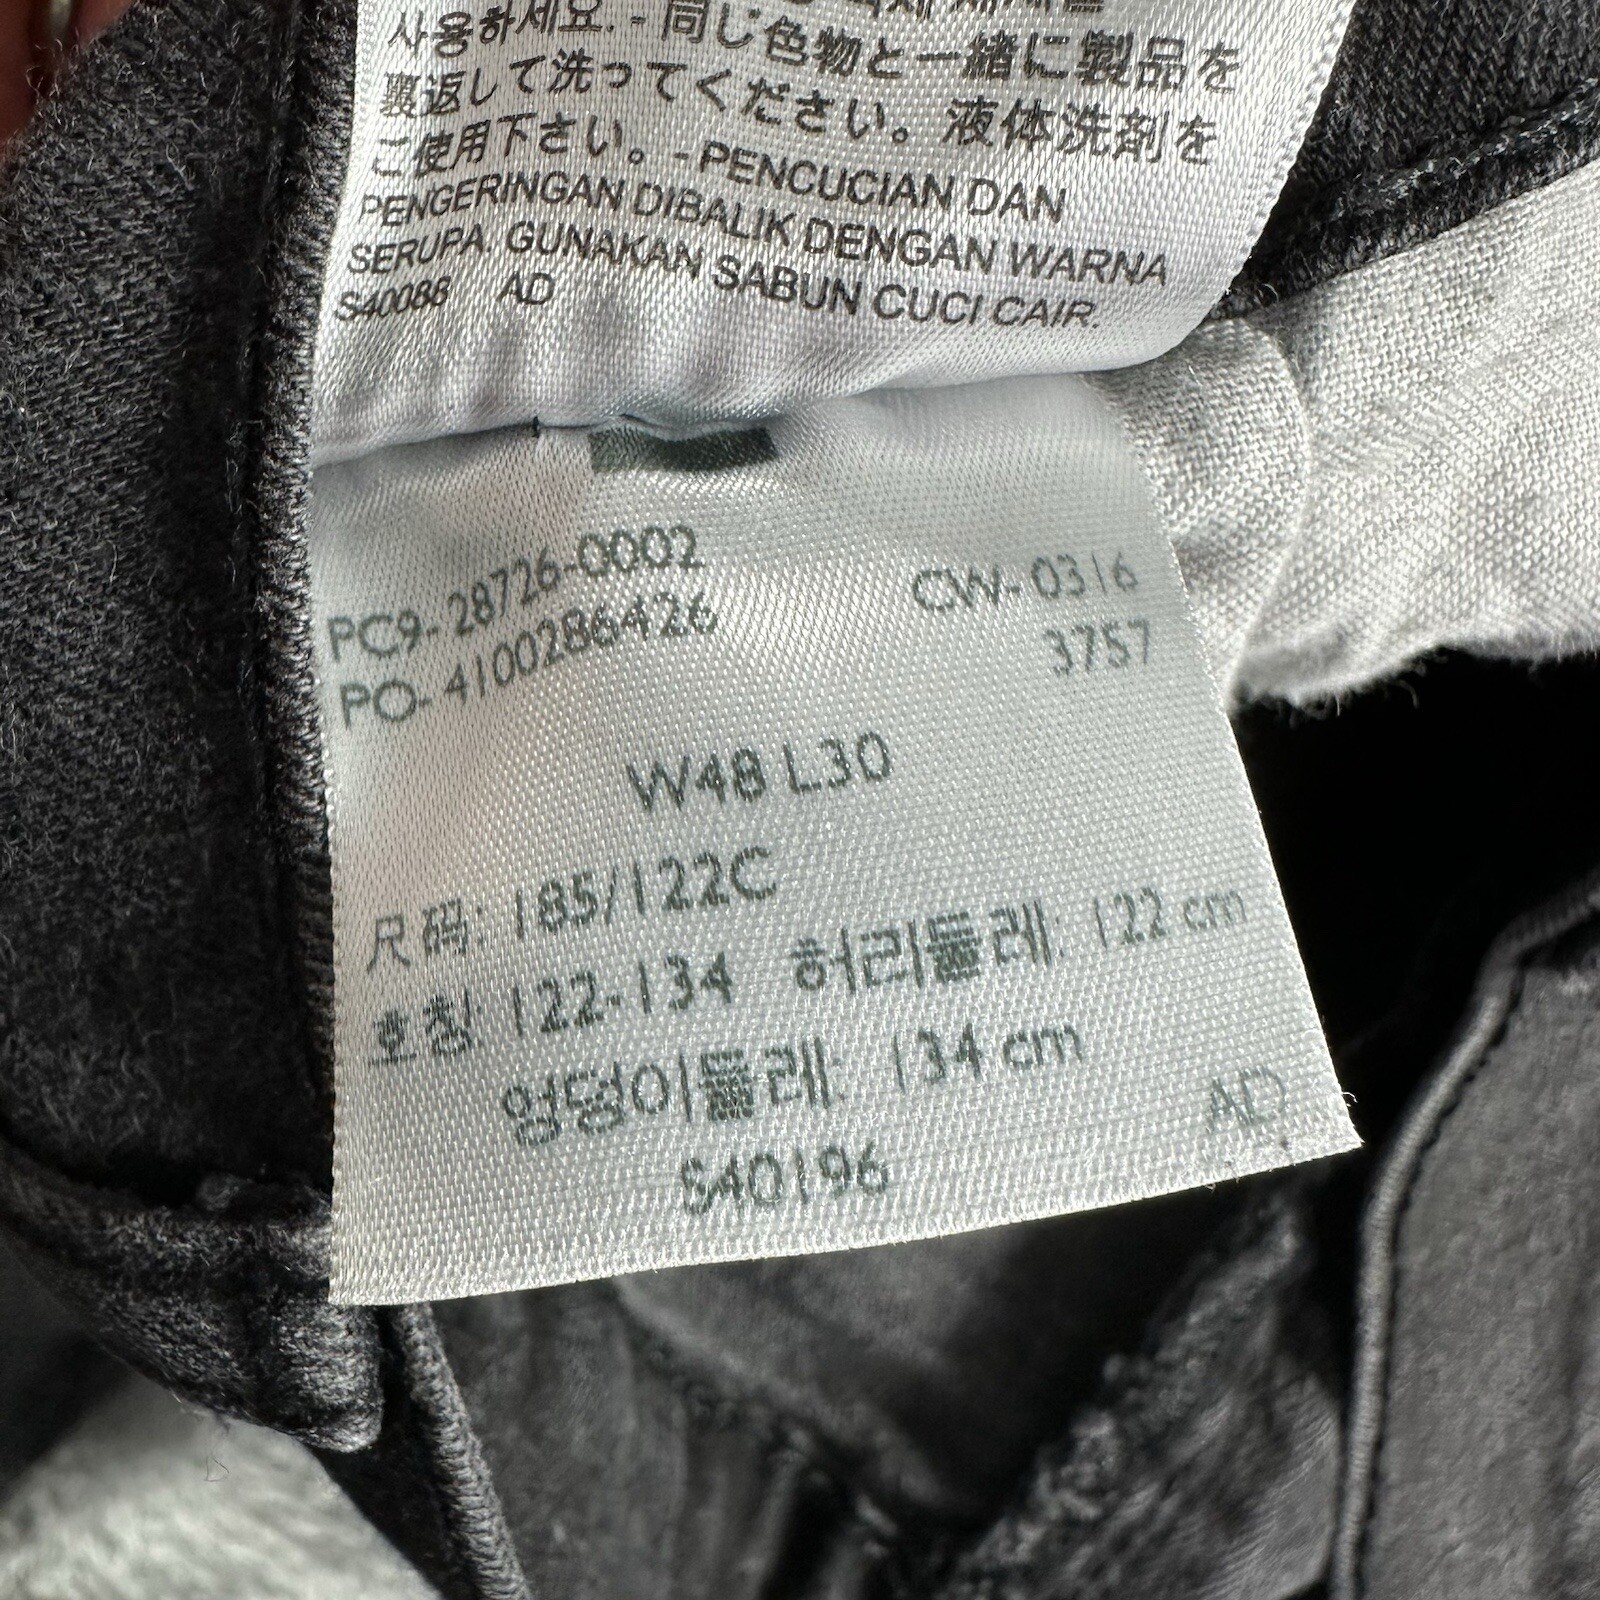 사용하세요. - 同じ色物と一緒に製品を
裏返して洗ってください。液体洗剤を
ご使用下さい。- PENCUCIAN DAN
PENGERINGAN DIBALIK DENGAN WARNA
SERUPA. GUNAKAN SABUN CUCI CAIR.
S40088 AD
PC9-28726-0002 CW-0316
PO-4100286426 3757
W48 L30
尺码: 185/122C
호칭 122-134 허리둘레: 122 cm
엉덩이둘레: 134 cm
AD
S40196